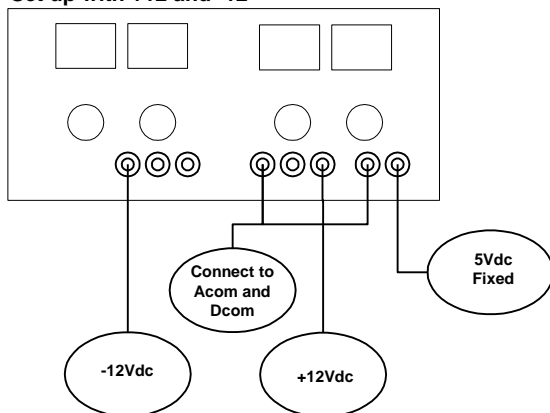 Set up with +12 and -12
Connect to
Acom and
Dcom
5Vdc
Fixed
-12Vdc
+12Vdc